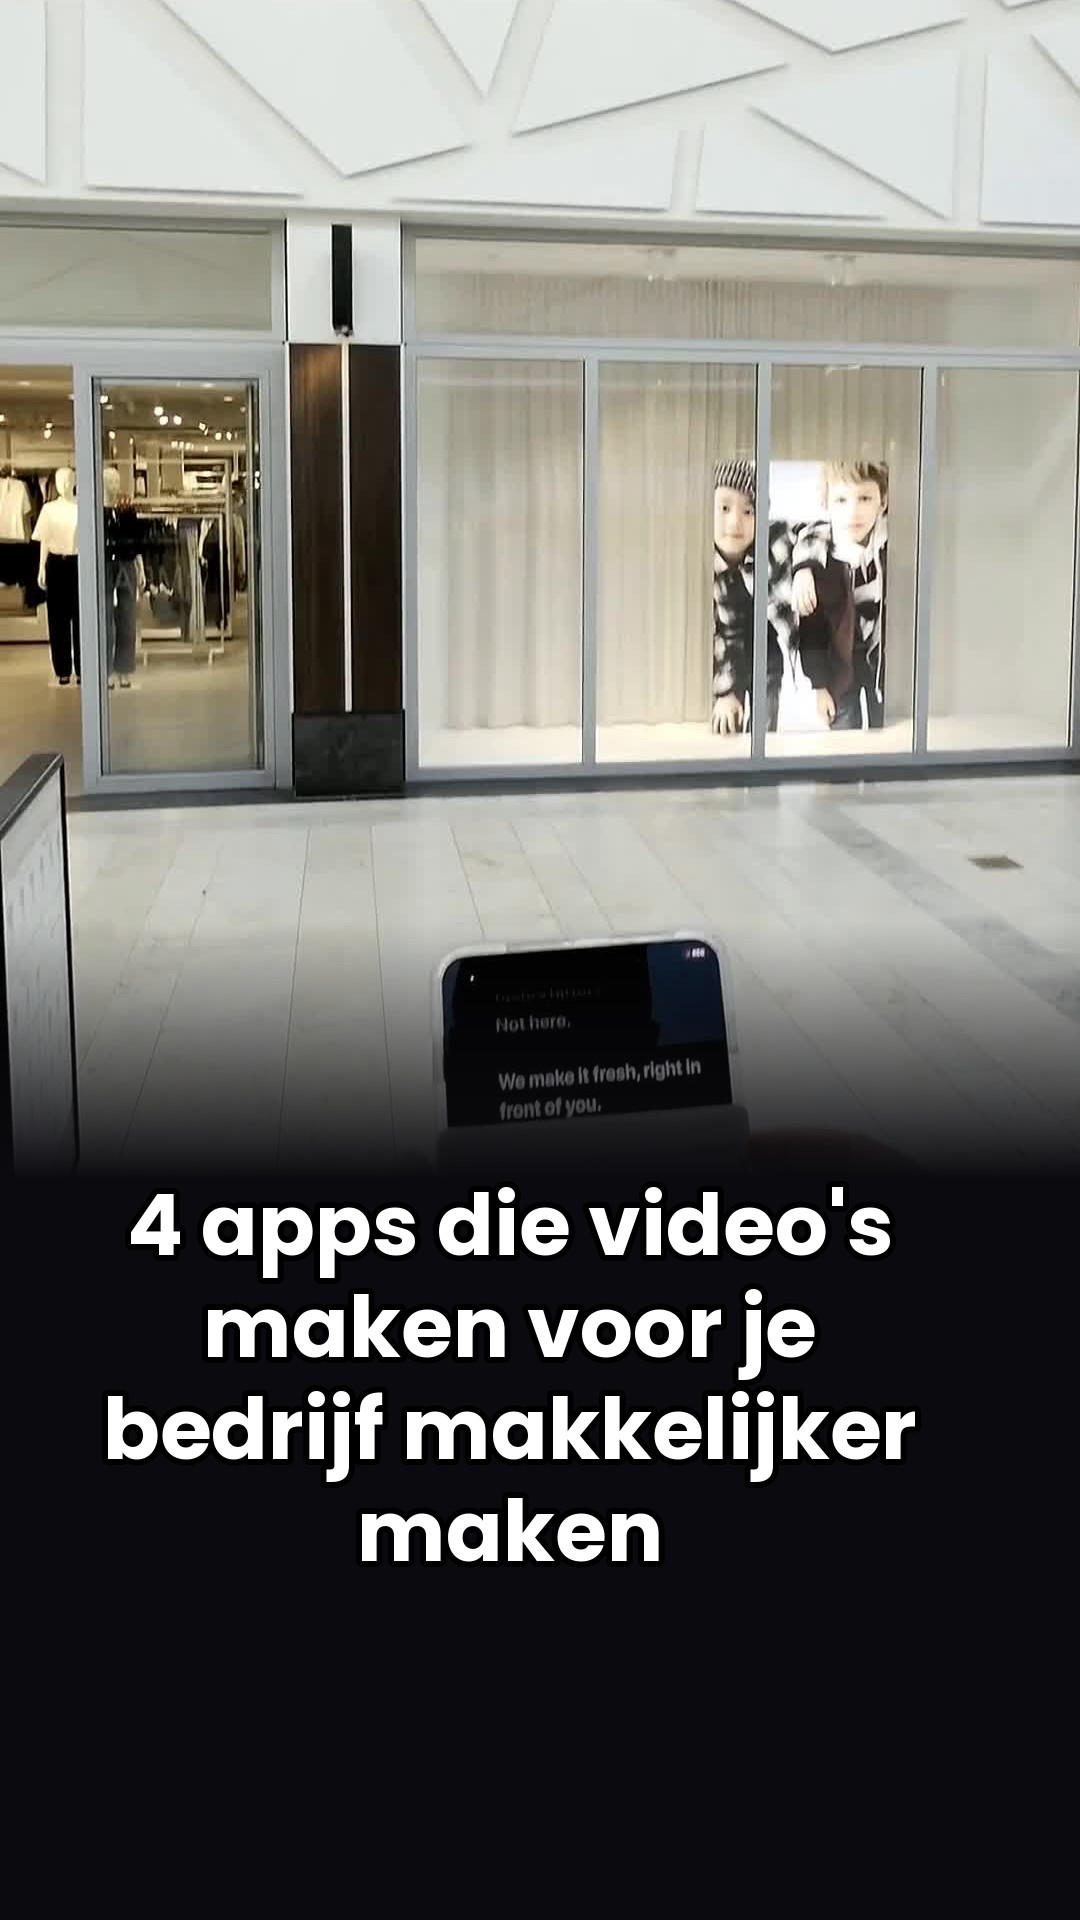 Not here.
We make it fresh, right in
front of you.
4 apps die video's
maken voor je
bedrijf makkelijker
maken